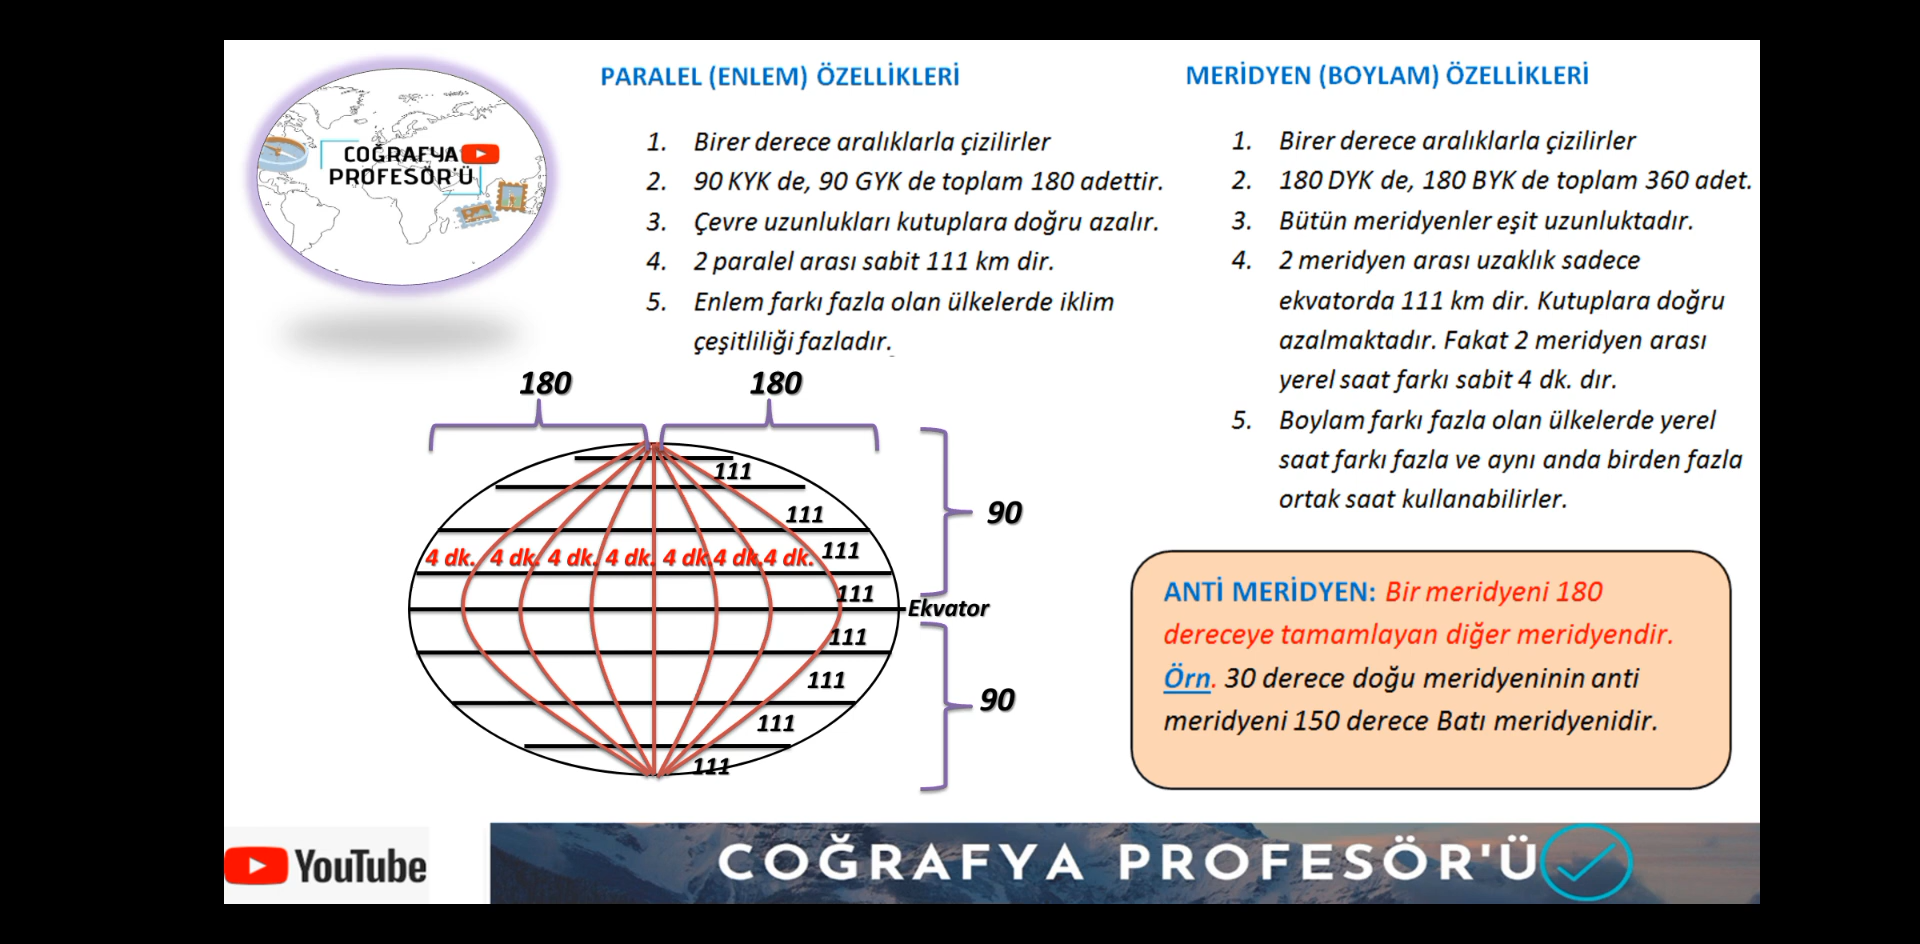 COĞRAFYA
PROFESÖR'Ü
PARALEL (ENLEM) ÖZELLİKLERİ
1. Birer derece aralıklarla çizilirler
2. 90 KYK de, 90 GYK de toplam 180 adettir.
3. Çevre uzunlukları kutuplara doğru azalır.
4. 2 paralel arası sabit 111 km dir.
5. Enlem farkı fazla olan ülkelerde iklim
çeşitliliği fazladır.
MERİDYEN (BOYLAM) ÖZELLİKLERİ
1. Birer derece aralıklarla çizilirler
2. 180 DYK de, 180 BYK de toplam 360 adet.
3. Bütün meridyenler eşit uzunluktadır.
4. 2 meridyen arası uzaklık sadece
ekvatorda 111 km dir. Kutuplara doğru
azalmaktadır. Fakat 2 meridyen arası
yerel saat farkı sabit 4 dk. dır.
5. Boylam farkı fazla olan ülkelerde yerel
saat farkı fazla ve aynı anda birden fazla
ortak saat kullanabilirler.
180 180
111
111
4 dk. 4 dk. 4 dk. 4 dk. 4 dk. 4 dk. 4 dk. 111
111
Ekvator
111
111
111
111
90
90
ANTİ MERİDYEN: Bir meridyeni 180
dereceye tamamlayan diğer meridyendir.
Örn. 30 derece doğu meridyeninin anti
meridyeni 150 derece Batı meridyenidir.
YouTube
COĞRAFYA PROFESÖR'Ü